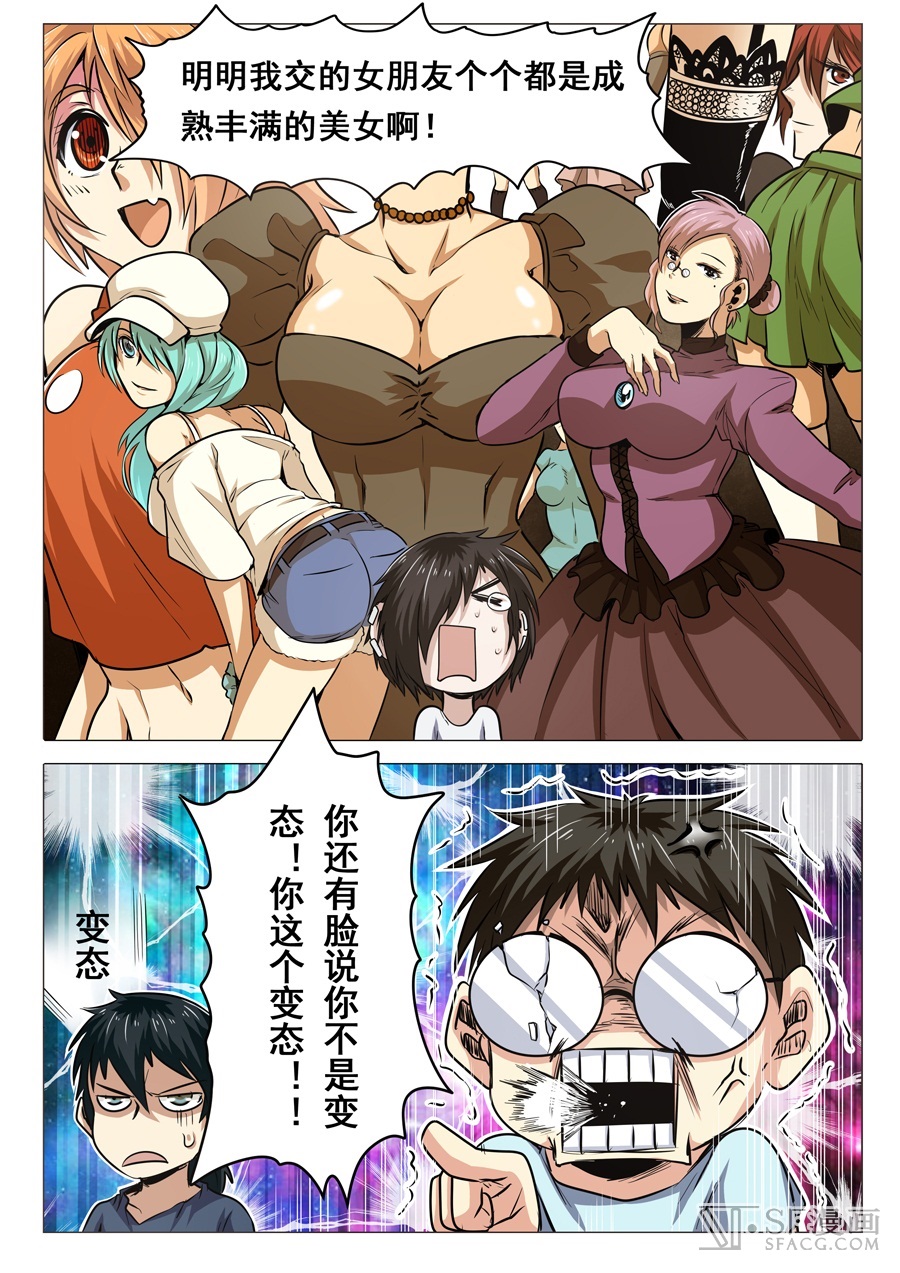 明明我交的女朋友个个都是成
熟丰满的美女啊！
你还有脸说你不是变
态！你这个变态！！
变态
SF漫画
SFACG.COM